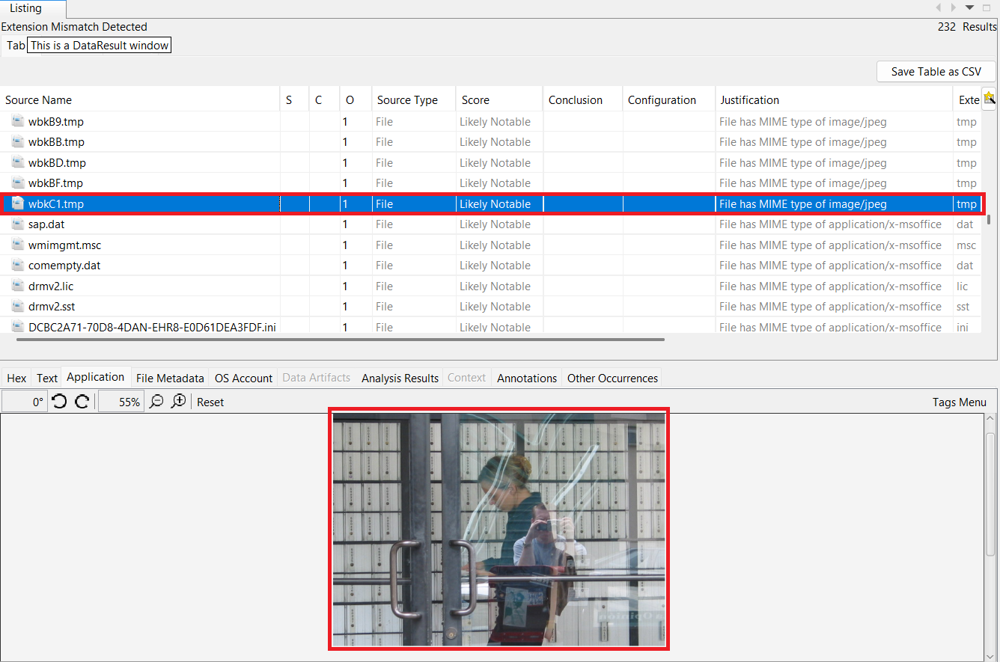 Listing
Extension Mismatch Detected
232 Results
Tab
This is a DataResult window
Save Table as CSV
Source Name S C O Source Type Score Conclusion Configuration Justification Exte
wbkB9.tmp 1 File Likely Notable File has MIME type of image/jpeg tmp
wbkBB.tmp 1 File Likely Notable File has MIME type of image/jpeg tmp
wbkBD.tmp 1 File Likely Notable File has MIME type of image/jpeg tmp
wbkBF.tmp 1 File Likely Notable File has MIME type of image/jpeg tmp
wbkC1.tmp 1 File Likely Notable File has MIME type of image/jpeg tmp
sap.dat 1 File Likely Notable File has MIME type of application/x-msoffice dat
wmimgmt.msc 1 File Likely Notable File has MIME type of application/x-msoffice msc
comempty.dat 1 File Likely Notable File has MIME type of application/x-msoffice dat
drmv2.lic 1 File Likely Notable File has MIME type of application/x-msoffice lic
drmv2.sst 1 File Likely Notable File has MIME type of application/x-msoffice sst
DCBC2A71-70D8-4DAN-EHR8-E0D61DEA3FDF.ini 1 File Likely Notable File has MIME type of application/x-msoffice ini
Hex Text Application File Metadata OS Account Data Artifacts Analysis Results Context Annotations Other Occurrences
0° 55% Reset Tags Menu